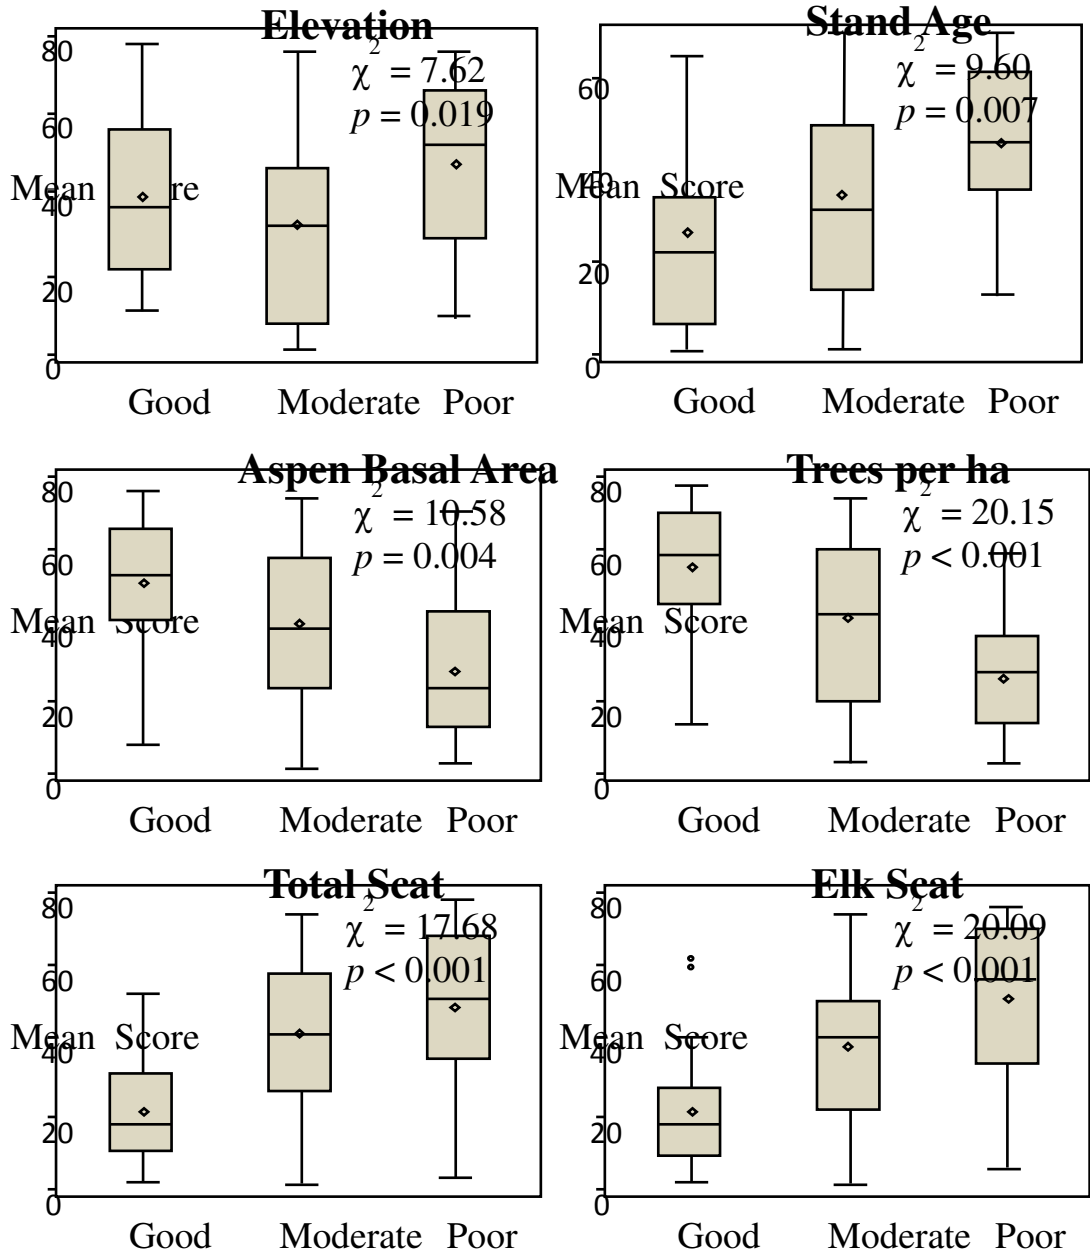 Elevation
χ2 = 7.62
p = 0.019
Mean Score
80
60
40
20
0
Good Moderate Poor
Stand Age
χ2 = 9.60
p = 0.007
Mean Score
60
40
20
0
Good Moderate Poor
Aspen Basal Area
χ2 = 10.58
p = 0.004
Mean Score
80
60
40
20
0
Good Moderate Poor
Trees per ha
χ2 = 20.15
p < 0.001
Mean Score
80
60
40
20
0
Good Moderate Poor
Total Scat
χ2 = 17.68
p < 0.001
Mean Score
80
60
40
20
0
Good Moderate Poor
Elk Scat
χ2 = 20.09
p < 0.001
Mean Score
80
60
40
20
0
Good Moderate Poor